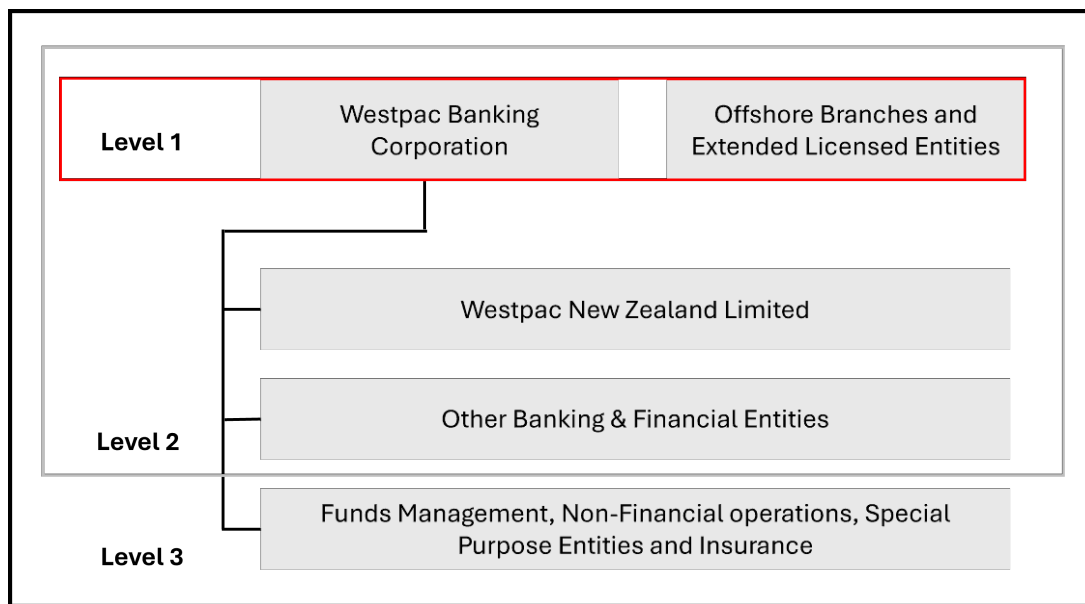 Level 1
Westpac Banking
Corporation
Offshore Branches and
Extended Licensed Entities
Westpac New Zealand Limited
Other Banking & Financial Entities
Level 2
Funds Management, Non-Financial operations, Special
Purpose Entities and Insurance
Level 3